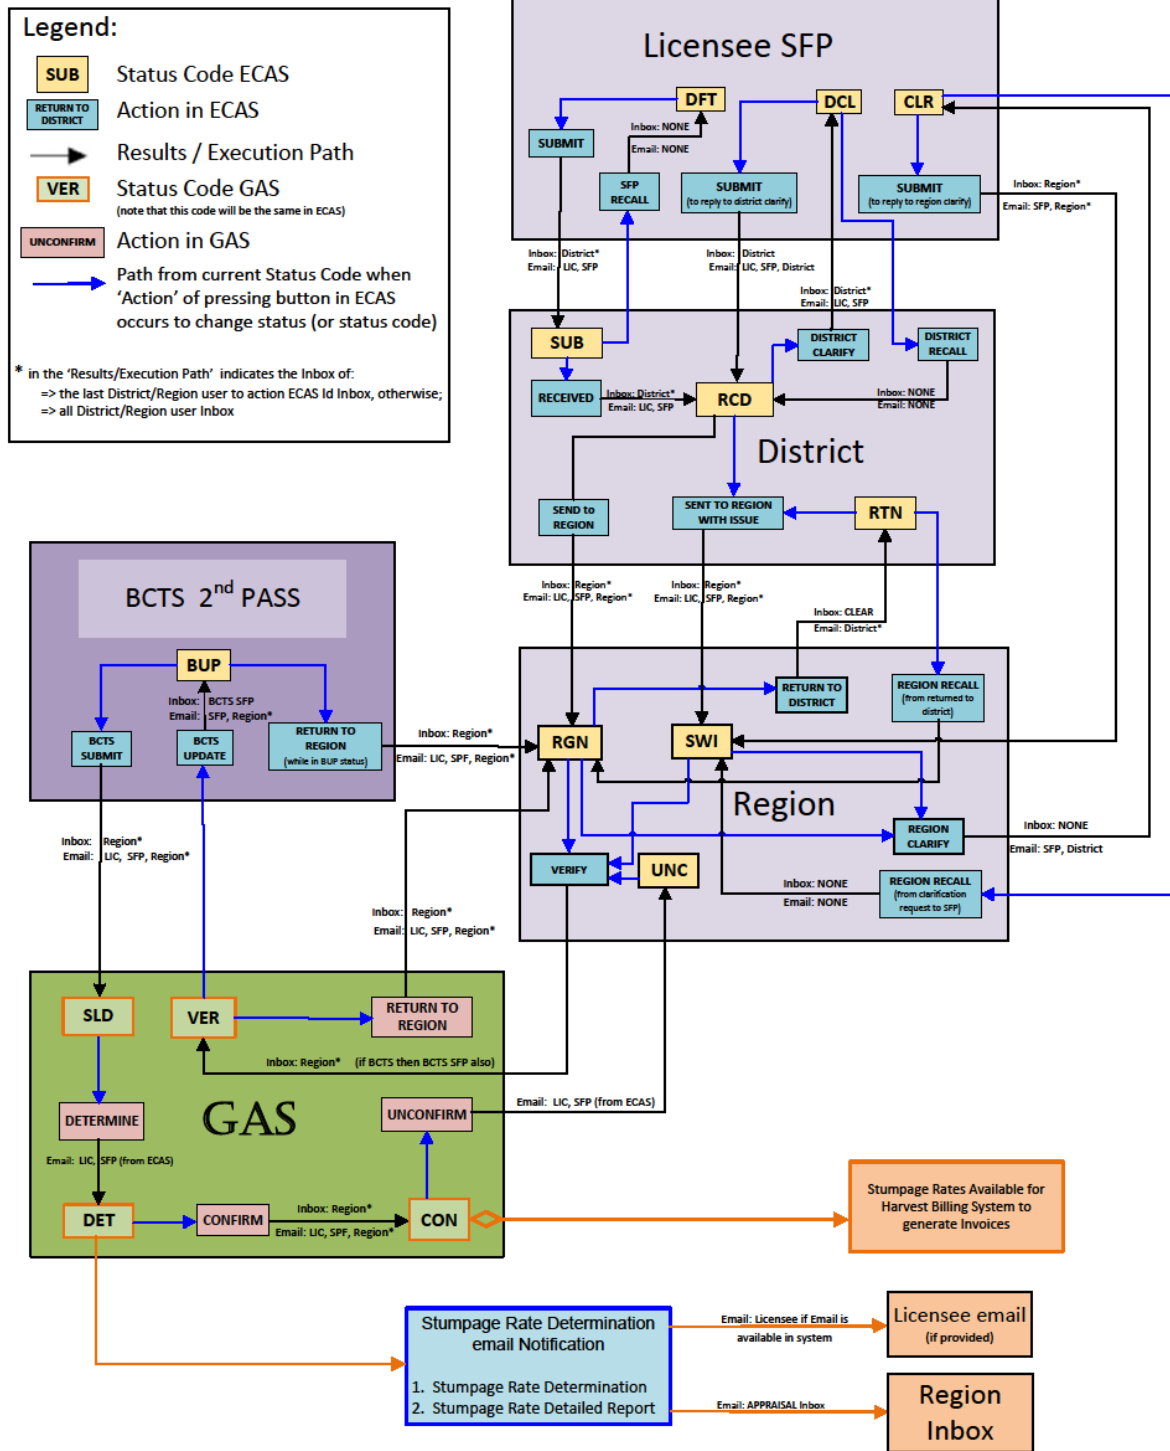 Legend:
SUB
Status Code ECAS
RETURN TO
DISTRICT
Action in ECAS
Results / Execution Path
VER
Status Code GAS
(note that this code will be the same in ECAS)
UNCONFIRM
Action in GAS
Path from current Status Code when
‘Action’ of pressing button in ECAS
occurs to change status (or status code)
* in the ‘Results/Execution Path’ indicates the Inbox of:
=> the last District/Region user to action ECAS Id Inbox, otherwise;
=> all District/Region user Inbox
Licensee SFP
DFT
DCL
CLR
SUBMIT
Inbox: NONE
Email: NONE
SFP
RECALL
SUBMIT
(to reply to district clarify)
SUBMIT
(to reply to region clarify)
Inbox: Region*
Email: SFP, Region*
Inbox: District*
Email: LIC, SFP
Inbox: District
Email: LIC, SFP, District
Inbox: District*
Email: LIC, SFP
SUB
DISTRICT
CLARIFY
DISTRICT
RECALL
RECEIVED
Inbox: District*
Email: LIC, SFP
RCD
Inbox: NONE
Email: NONE
District
SEND to
REGION
SENT TO REGION
WITH ISSUE
RTN
Inbox: Region*
Email: LIC, SFP, Region*
Inbox: Region*
Email: LIC, SFP, Region*
Inbox: CLEAR
Email: District*
BCTS 2nd PASS
BUP
Inbox: BCTS SFP
Email: SFP, Region*
BCTS
SUBMIT
BCTS
UPDATE
RETURN TO
REGION
(while in BUP status)
Inbox: Region*
Email: LIC, SPF, Region*
RETURN TO
DISTRICT
REGION RECALL
(from returned to
district)
RGN
SWI
Region
REGION
CLARIFY
Inbox: NONE
Email: SFP, District
VERIFY
UNC
Inbox: NONE
Email: NONE
REGION RECALL
(from clarification
request to SFP)
Inbox: Region*
Email: LIC, SFP, Region*
Inbox: Region*
Email: LIC, SFP, Region*
SLD
VER
RETURN TO
REGION
Inbox: Region* (if BCTS then BCTS SFP also)
GAS
DETERMINE
UNCONFIRM
Email: LIC, SFP (from ECAS)
Email: LIC, SFP (from ECAS)
DET
CONFIRM
Inbox: Region*
Email: LIC, SPF, Region*
CON
Stumpage Rates Available for
Harvest Billing System to
generate Invoices
Stumpage Rate Determination
email Notification
1. Stumpage Rate Determination
2. Stumpage Rate Detailed Report
Email: Licensee if Email is
available in system
Licensee email
(if provided)
Email: APPRAISAL Inbox
Region
Inbox